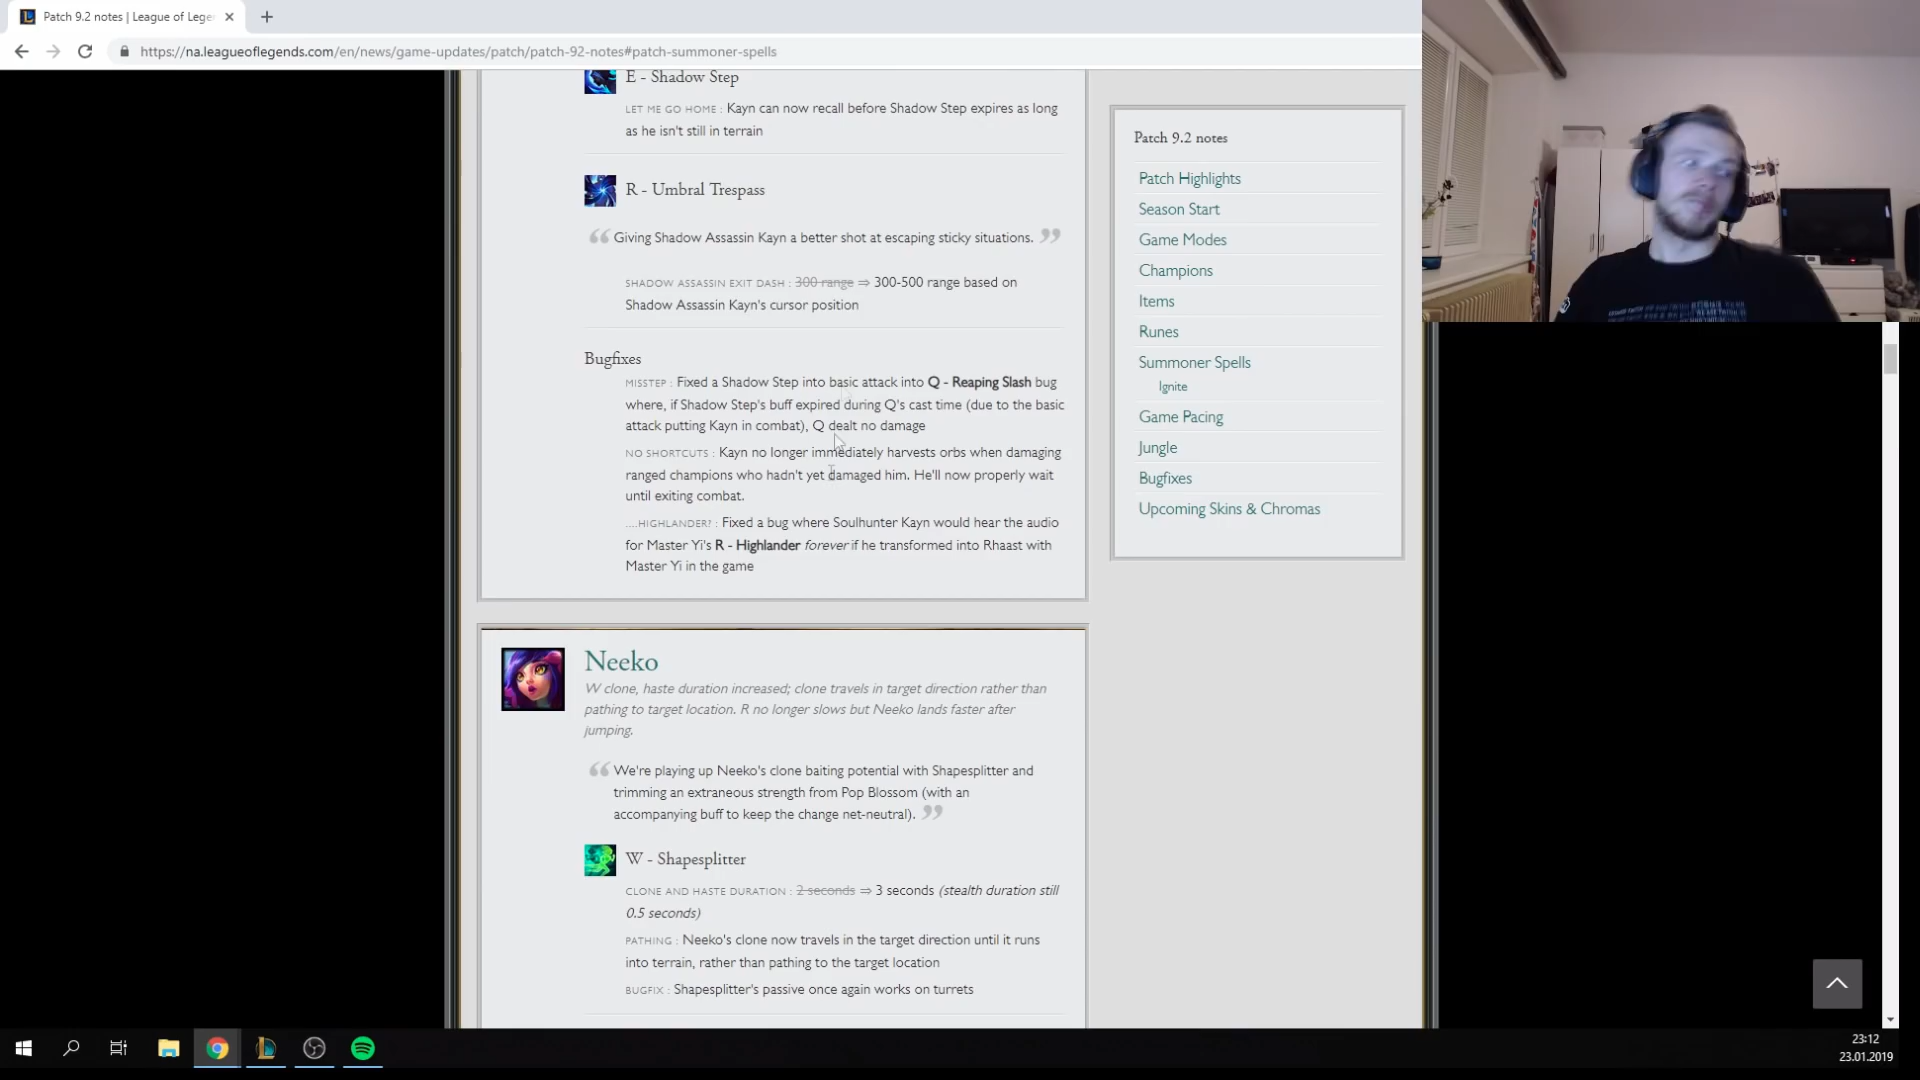 Patch 9.2 notes | League of Lege
https://na.leagueoflegends.com/en/news/game-updates/patch/patch-92-notes#patch-summoner-spells
E - Shadow Step
LET ME GO HOME : Kayn can now recall before Shadow Step expires as long
as he isn't still in terrain
R - Umbral Trespass
Giving Shadow Assassin Kayn a better shot at escaping sticky situations.
SHADOW ASSASSIN EXIT DASH : 300 range ⇒ 300-500 range based on
Shadow Assassin Kayn's cursor position
Bugfixes
MISSTEP : Fixed a Shadow Step into basic attack into Q - Reaping Slash bug
where, if Shadow Step's buff expired during Q's cast time (due to the basic
attack putting Kayn in combat), Q dealt no damage
NO SHORTCUTS : Kayn no longer immediately harvests orbs when damaging
ranged champions who hadn't yet damaged him. He'll now properly wait
until exiting combat.
....HIGHLANDER? : Fixed a bug where Soulhunter Kayn would hear the audio
for Master Yi's R - Highlander forever if he transformed into Rhaast with
Master Yi in the game
Neeko
W clone, haste duration increased; clone travels in target direction rather than
pathing to target location. R no longer slows but Neeko lands faster after
jumping.
We're playing up Neeko's clone baiting potential with Shapesplitter and
trimming an extraneous strength from Pop Blossom (with an
accompanying buff to keep the change net-neutral).
W - Shapesplitter
CLONE AND HASTE DURATION : 2 seconds ⇒ 3 seconds (stealth duration still
0.5 seconds)
PATHING : Neeko's clone now travels in the target direction until it runs
into terrain, rather than pathing to the target location
BUGFIX : Shapesplitter's passive once again works on turrets
Patch 9.2 notes
Patch Highlights
Season Start
Game Modes
Champions
Items
Runes
Summoner Spells
Ignite
Game Pacing
Jungle
Bugfixes
Upcoming Skins & Chromas
23:12
23.01.2019